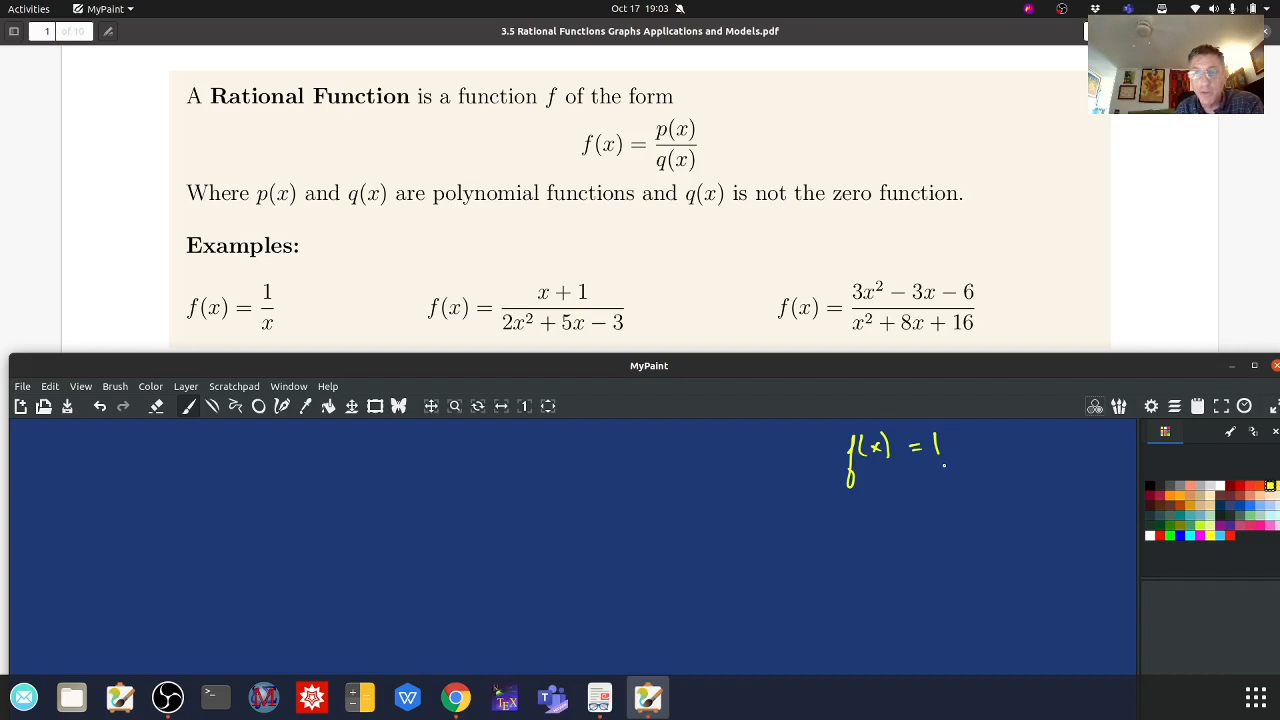 Activities
MyPaint
Oct 17 19:03
1 of 10
3.5 Rational Functions Graphs Applications and Models.pdf
A Rational Function is a function f of the form
f(x) = p(x)/q(x)
Where p(x) and q(x) are polynomial functions and q(x) is not the zero function.
Examples:
f(x) = 1/x
f(x) = (x + 1)/(2x² + 5x − 3)
f(x) = (3x² − 3x − 6)/(x² + 8x + 16)
MyPaint
File Edit View Brush Color Layer Scratchpad Window Help
f(x) = 1